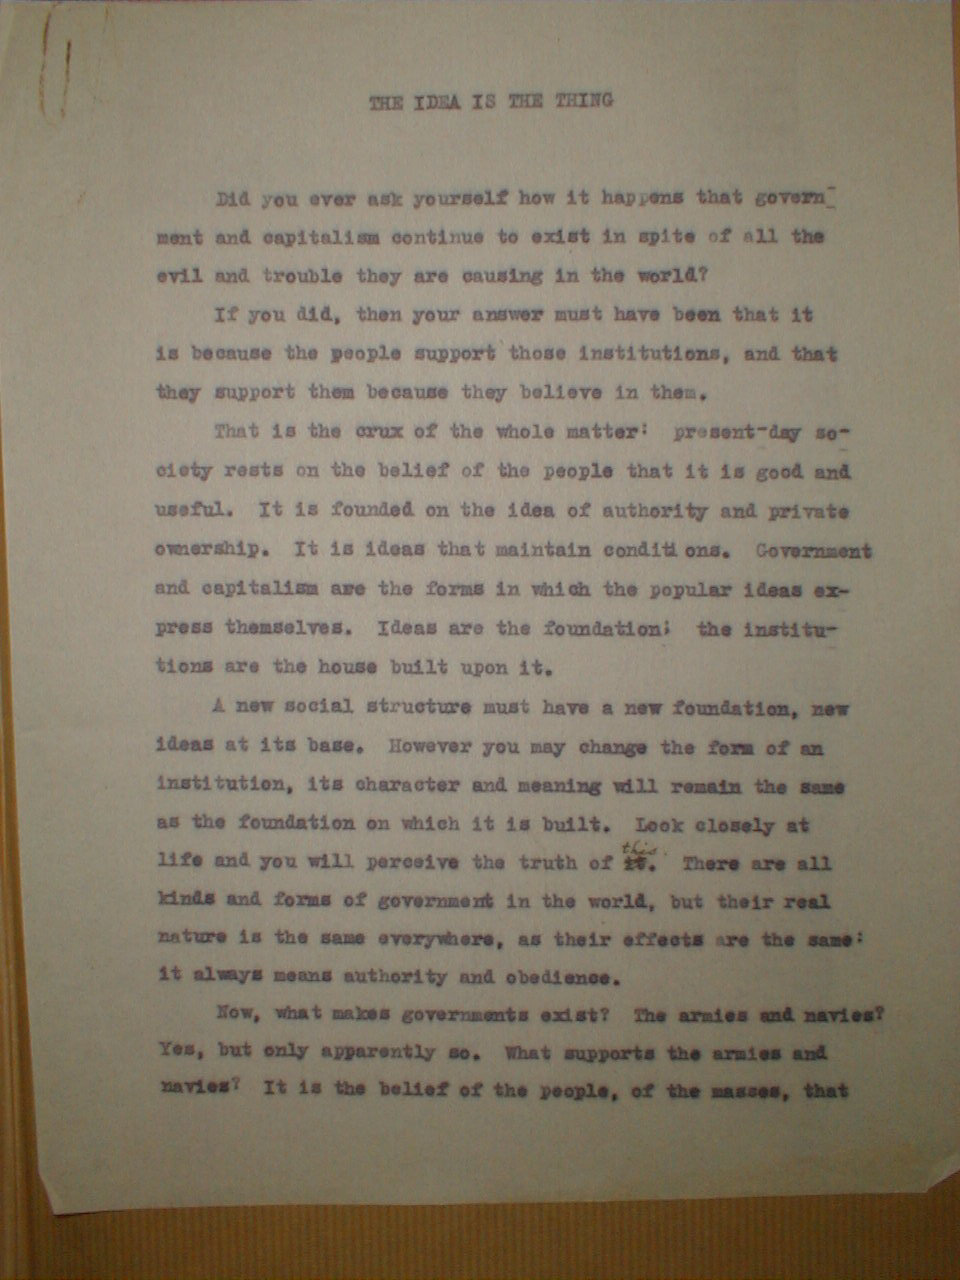 THE IDEA IS THE THING
Did you ever ask yourself how it happens that govern-
ment and capitalism continue to exist in spite of all the
evil and trouble they are causing in the world?
If you did, then your answer must have been that it
is because the people support those institutions, and that
they support them because they believe in them.
That is the crux of the whole matter: present-day so-
ciety rests on the belief of the people that it is good and
useful. It is founded on the idea of authority and private
ownership. It is ideas that maintain conditions. Government
and capitalism are the forms in which the popular ideas ex-
press themselves. Ideas are the foundation; the institu-
tions are the house built upon it.
A new social structure must have a new foundation, new
ideas at its base. However you may change the form of an
institution, its character and meaning will remain the same
as the foundation on which it is built. Look closely at
this.
life and you will perceive the truth of it. There are all
kinds and forms of government in the world, but their real
nature is the same everywhere, as their effects are the same:
it always means authority and obedience.
Now, what makes governments exist? The armies and navies?
Yes, but only apparently so. What supports the armies and
navies? It is the belief of the people, of the masses, that